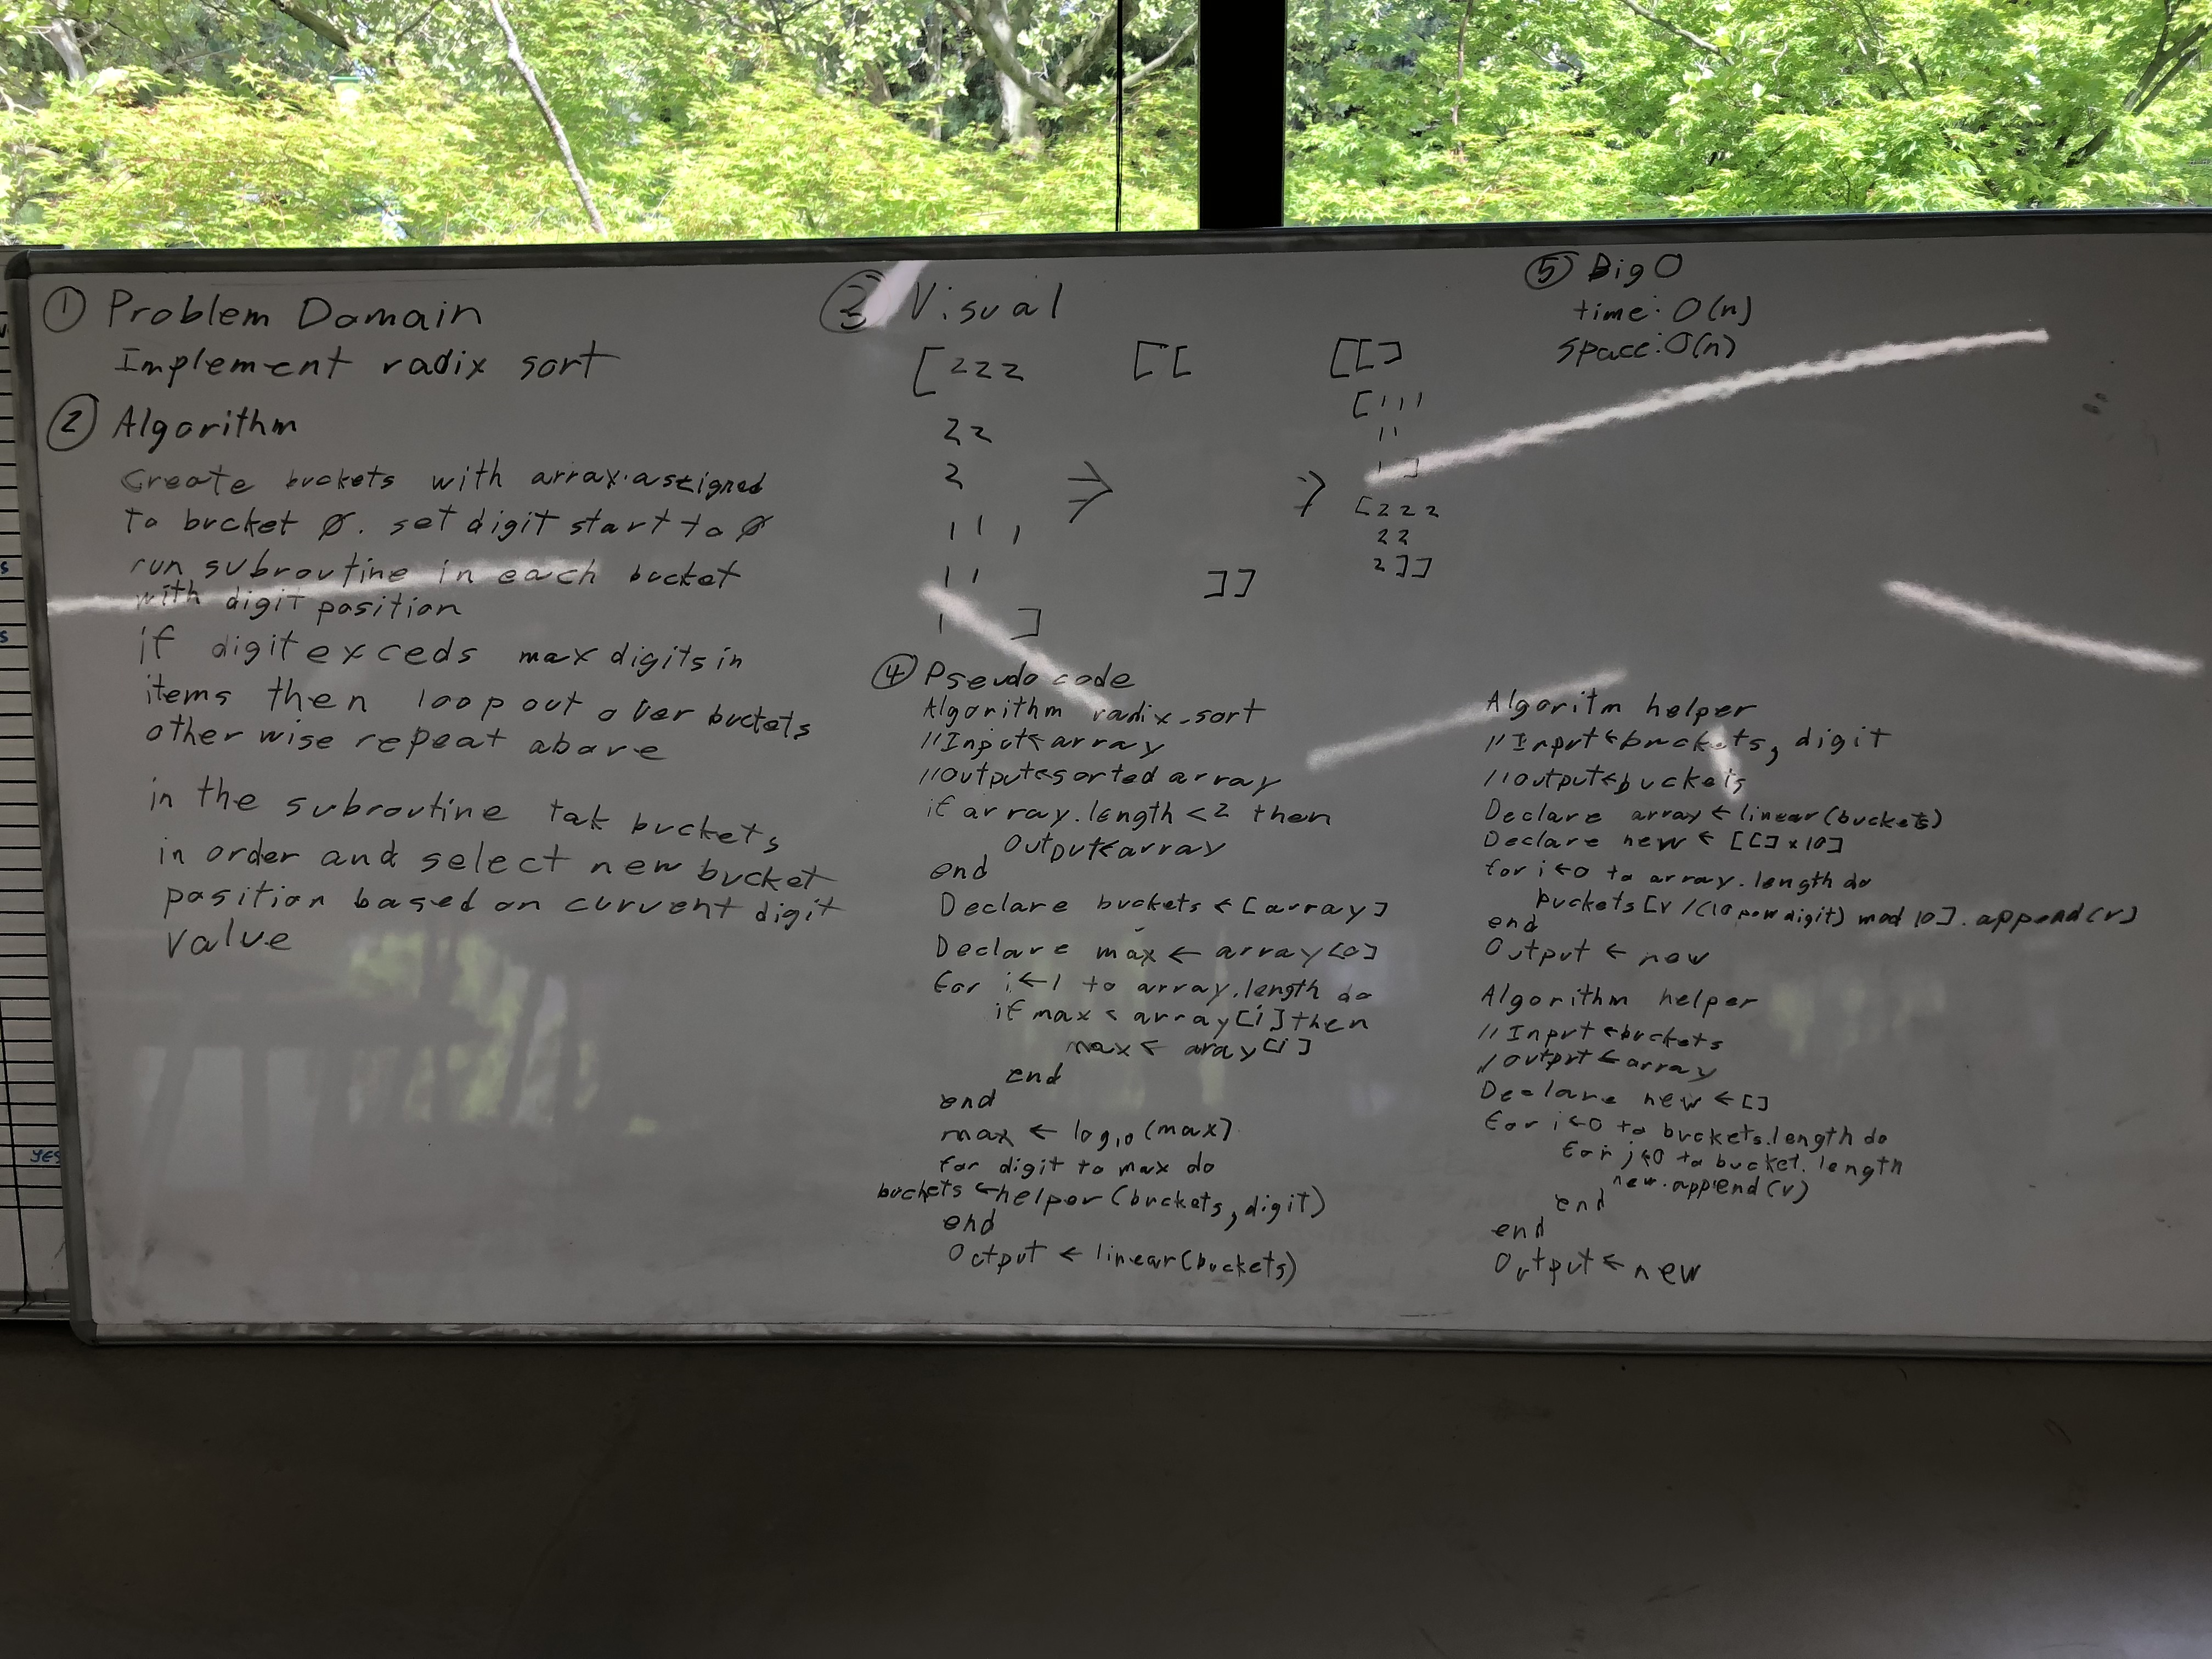 ① Problem Domain
Implement radix sort
② Algorithm
Create buckets with array assigned
to bucket 0. set digit start to 0
run subroutine in each bucket
with digit position
if digit exceds max digits in
items then loop out over buckets
otherwise repeat above
in the subroutine tak buckets
in order and select new bucket
position based on current digit
value
③ Visual
[222 [[ [[]
[111
22 11
2 ⇒ ⇒ 1 ]
[222
111 22
11 ]] 2]]
1 ]
④ Pseudo code
Algorithm radix-sort
//Input←array
//Output←sorted array
if array.length <2 then
Output←array
end
Declare buckets ← [array]
Declare max ← array[0]
for i←1 to array.length do
if max < array[i] then
max ← aray[i]
end
end
max ← log10(max)
for digit to max do
buckets ←helper(buckets, digit)
end
Output ← linear(buckets)
⑤ Big O
time: O(n)
space: O(n)
Algoritm helper
//Input←buckets, digit
//output←buckets
Declare array ← linear(buckets)
Declare new ← [[] x 10]
for i←0 to array.length do
buckets[v /(10 pow digit) mod 10].append(v)
end
Output ← new
Algorithm helper
//Input←buckets
//output←array
Declare new ← []
for i←0 to buckets.length do
for j←0 to bucket.length
new.append(v)
end
end
Output ← new
YES